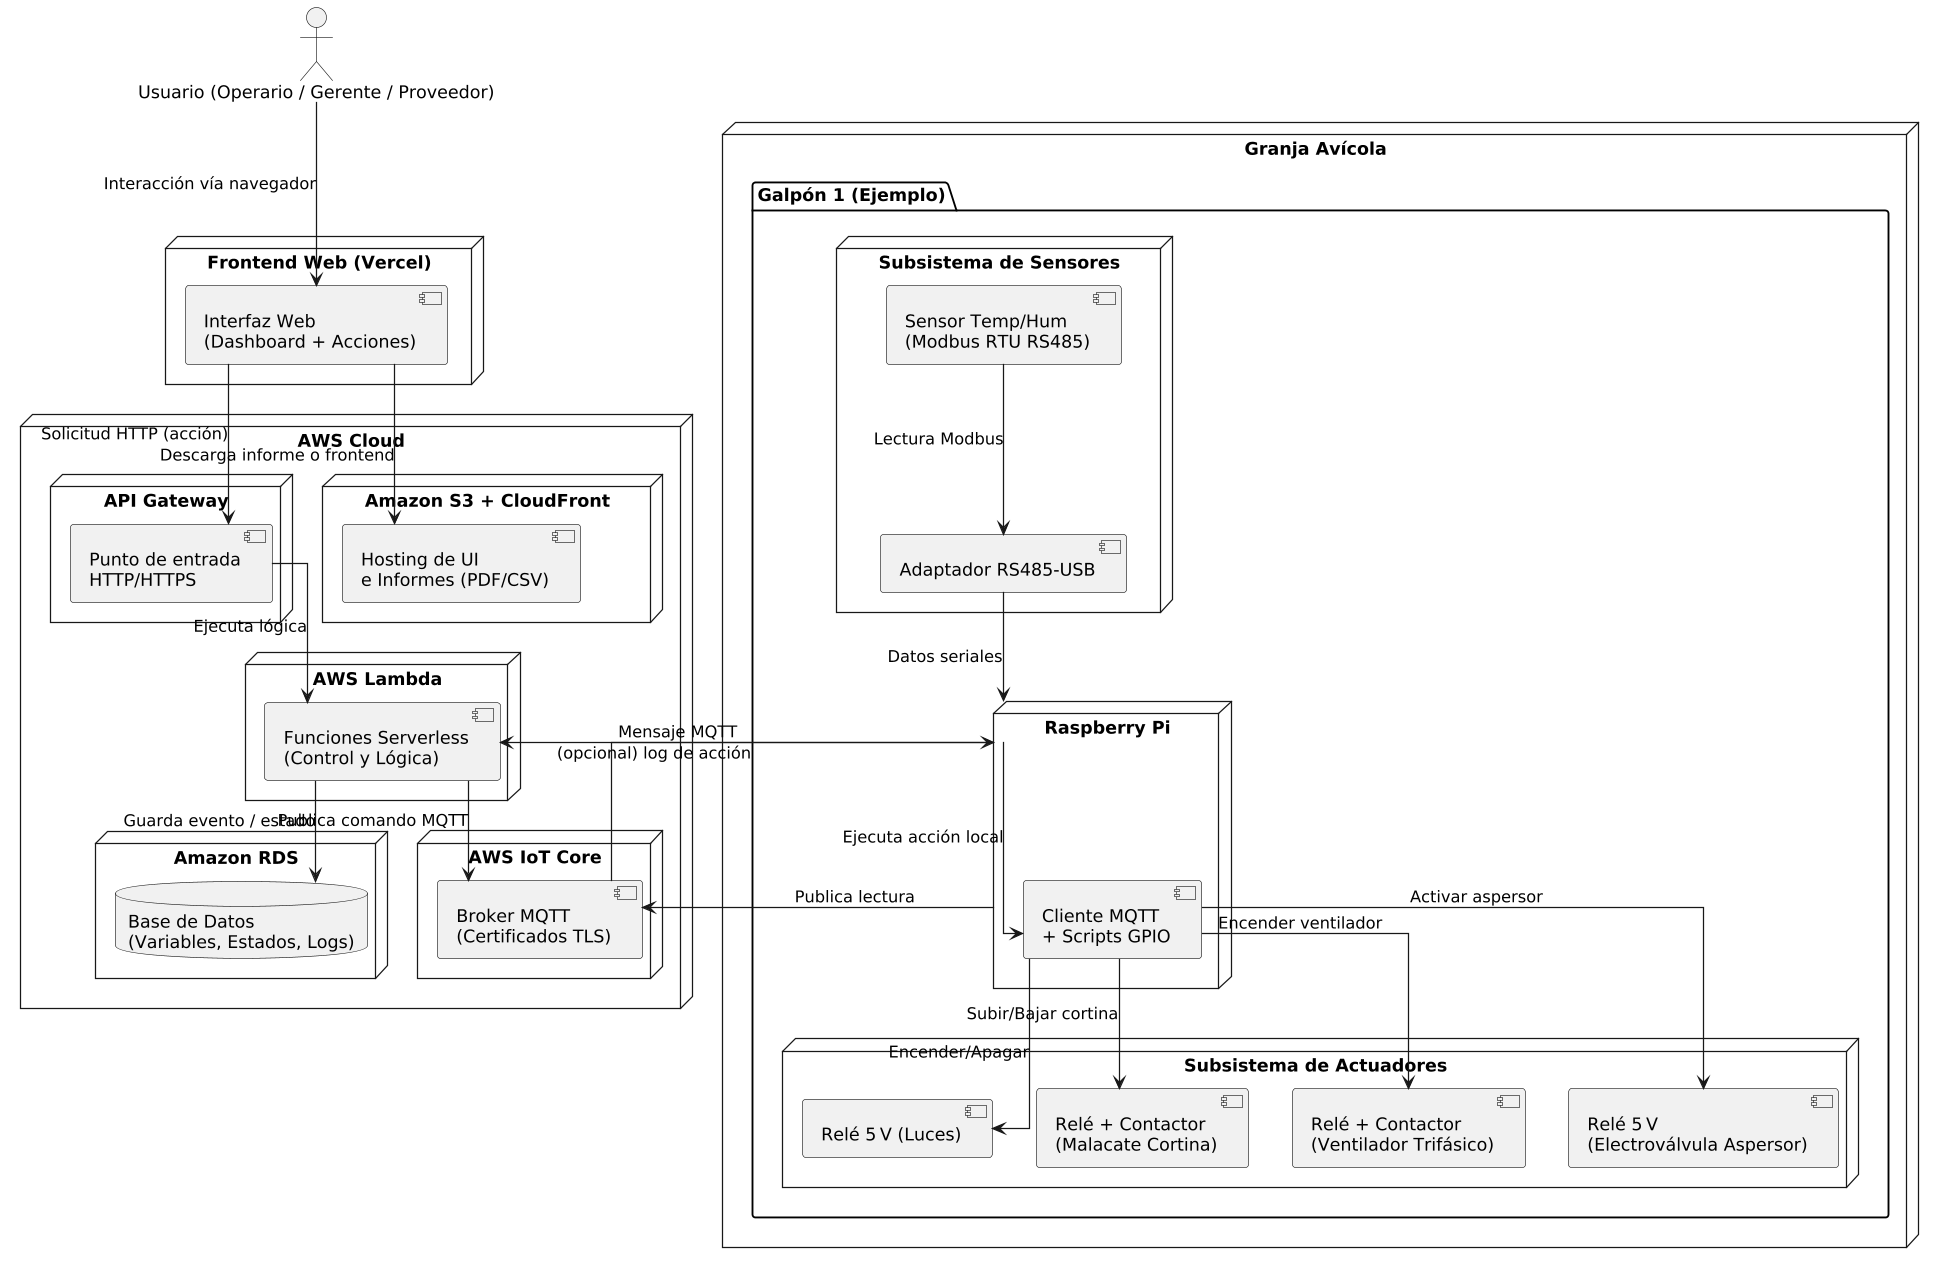 Usuario (Operario / Gerente / Proveedor)
Interacción vía navegador
Frontend Web (Vercel)
Interfaz Web
(Dashboard + Acciones)
Solicitud HTTP (acción)
AWS Cloud
Descarga informe o frontend
API Gateway
Punto de entrada
HTTP/HTTPS
Amazon S3 + CloudFront
Hosting de UI
e Informes (PDF/CSV)
Ejecuta lógica
AWS Lambda
Funciones Serverless
(Control y Lógica)
Mensaje MQTT
(opcional) log de acción
Guarda evento / estado
Publica comando MQTT
Amazon RDS
Base de Datos
(Variables, Estados, Logs)
AWS IoT Core
Broker MQTT
(Certificados TLS)
Granja Avícola
Galpón 1 (Ejemplo)
Subsistema de Sensores
Sensor Temp/Hum
(Modbus RTU RS485)
Lectura Modbus
Adaptador RS485-USB
Datos seriales
Raspberry Pi
Ejecuta acción local
Publica lectura
Cliente MQTT
+ Scripts GPIO
Activar aspersor
Encender ventilador
Subir/Bajar cortina
Encender/Apagar
Subsistema de Actuadores
Relé 5 V (Luces)
Relé + Contactor
(Malacate Cortina)
Relé + Contactor
(Ventilador Trifásico)
Relé 5 V
(Electroválvula Aspersor)